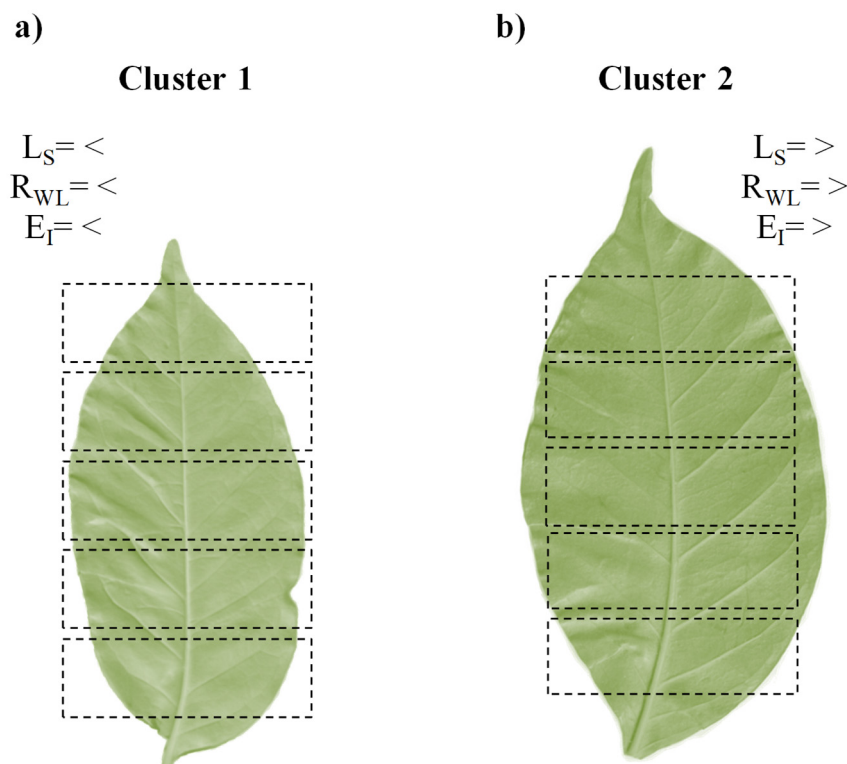 a)
Cluster 1
L_S= <
R_WL= <
E_I= <
b)
Cluster 2
L_S= >
R_WL= >
E_I= >